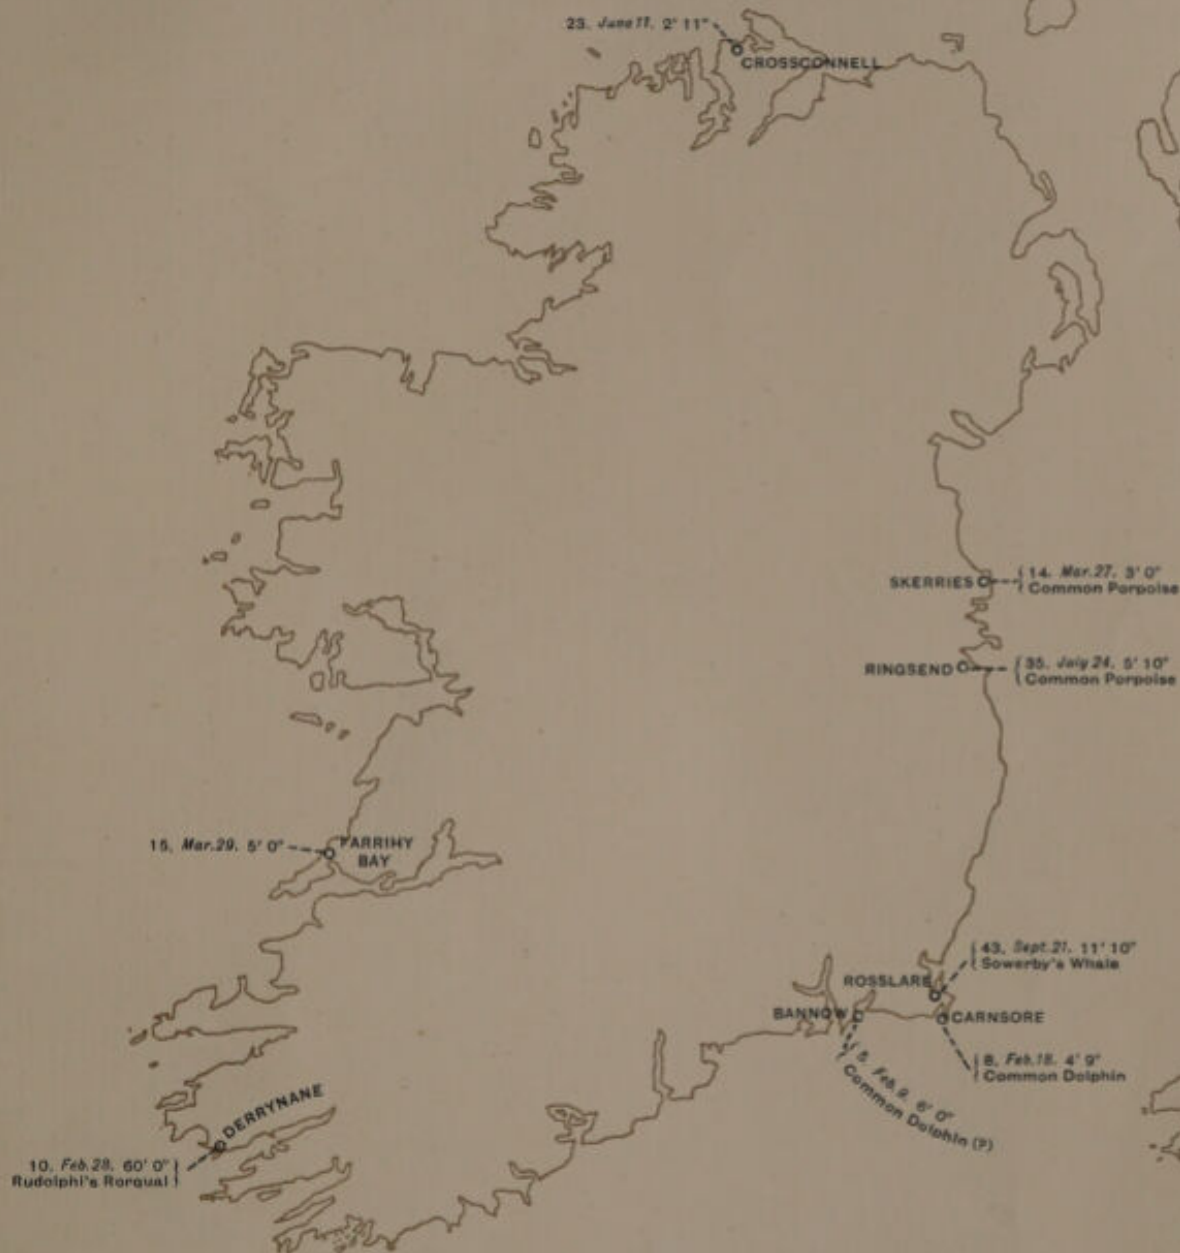 23. June 11. 2' 11"
CROSSCONNELL
SKERRIES
14. Mar. 27. 3' 0"
Common Porpoise
RINGSEND
35. July 24. 5' 10"
Common Porpoise
15. Mar. 29. 5' 0"
FARRIHY
BAY
43. Sept. 21. 11' 10"
Sowerby's Whale
ROSSLARE
BANNOW
CARNSORE
8. Feb. 18. 4' 9"
Common Dolphin
5. Feb. 9. 6' 0"
Common Dolphin (?)
DERRYNANE
10. Feb. 28. 60' 0"
Rudolphi's Rorqual